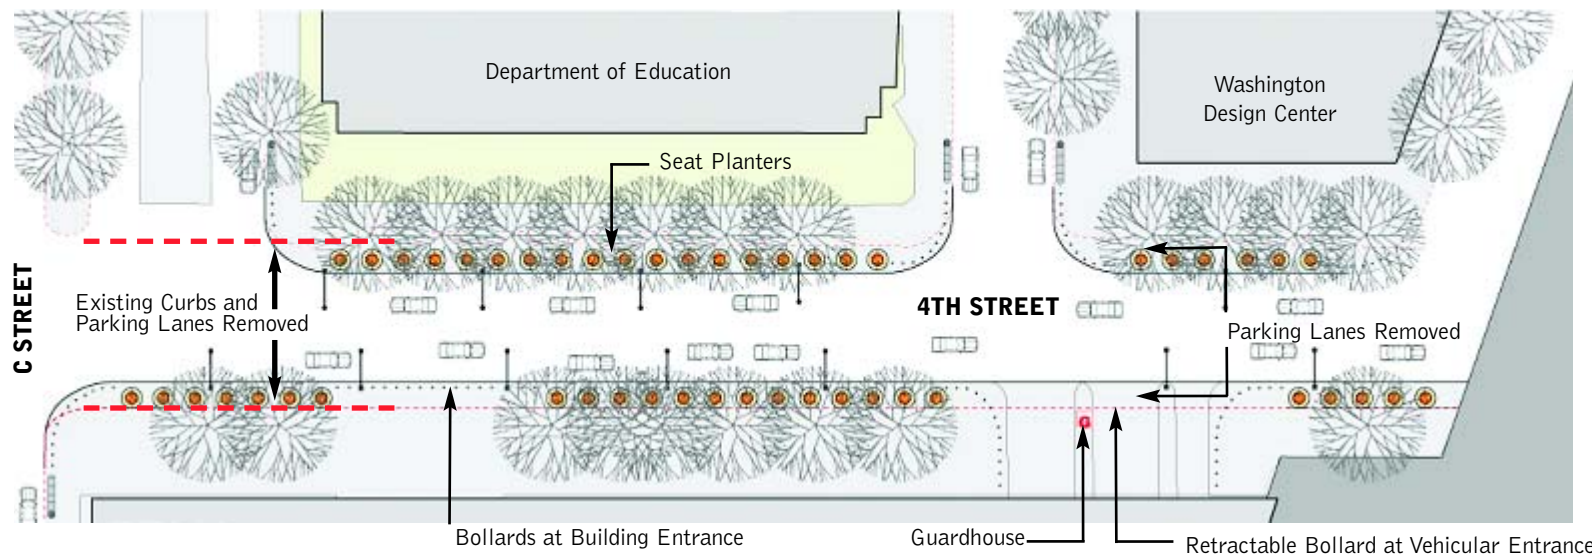 Department of Education
Washington
Design Center
Seat Planters
C STREET
Existing Curbs and
Parking Lanes Removed
4TH STREET
Parking Lanes Removed
G
Bollards at Building Entrance
Guardhouse
Retractable Bollard at Vehicular Entrance